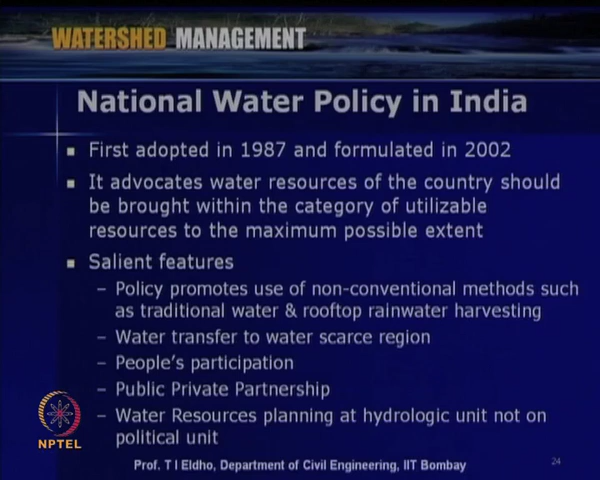 WATERSHED MANAGEMENT
National Water Policy in India
▪ First adopted in 1987 and formulated in 2002
▪ It advocates water resources of the country should
be brought within the category of utilizable
resources to the maximum possible extent
▪ Salient features
– Policy promotes use of non-conventional methods such
as traditional water & rooftop rainwater harvesting
– Water transfer to water scarce region
– People's participation
– Public Private Partnership
– Water Resources planning at hydrologic unit not on
political unit
NPTEL
Prof. T I Eldho, Department of Civil Engineering, IIT Bombay
24